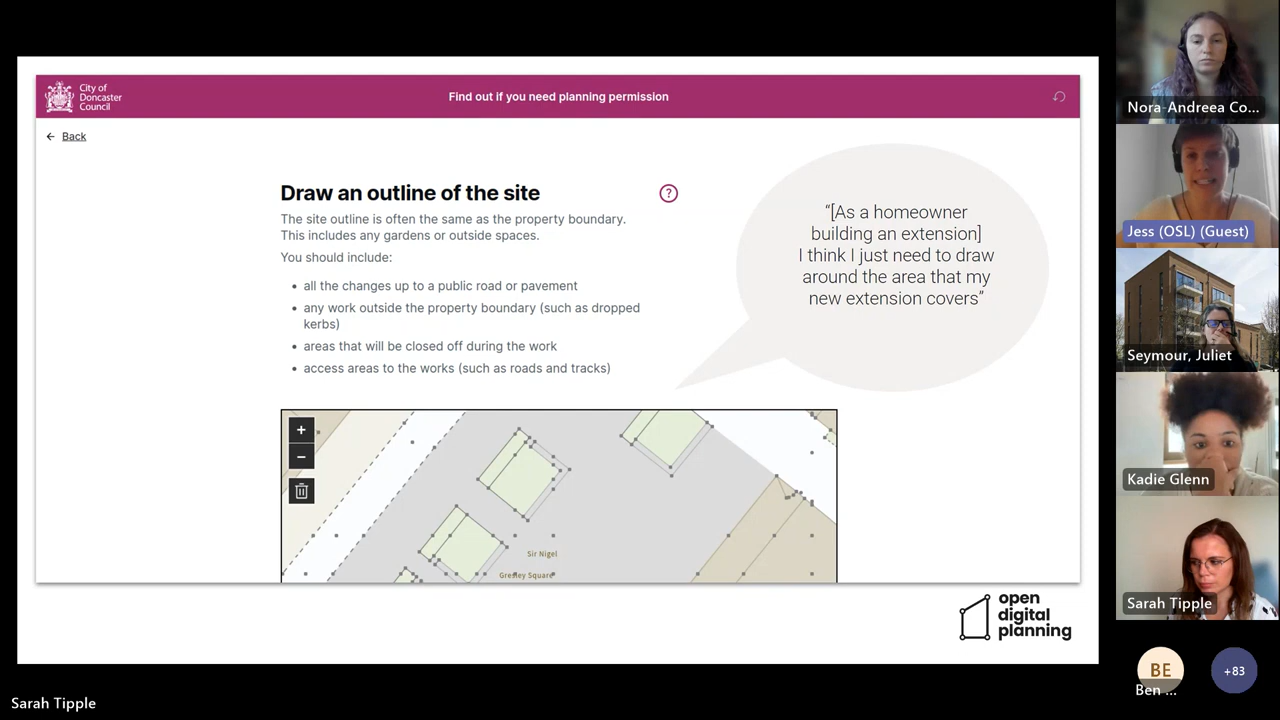 City of
Doncaster
Council
Find out if you need planning permission
Back
Draw an outline of the site
?
The site outline is often the same as the property boundary.
This includes any gardens or outside spaces.
You should include:
• all the changes up to a public road or pavement
• any work outside the property boundary (such as dropped
kerbs)
• areas that will be closed off during the work
• access areas to the works (such as roads and tracks)
“[As a homeowner
building an extension]
I think I just need to draw
around the area that my
new extension covers”
+
−
Sir Nigel
Gresley Square
open
digital
planning
Nora-Andreea Co...
Jess (OSL) (Guest)
Seymour, Juliet
Kadie Glenn
Sarah Tipple
BE
Ben ...
+83
Sarah Tipple